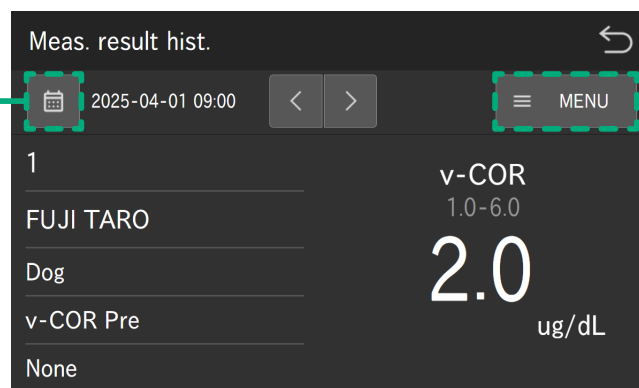 Meas. result hist.
2025-04-01 09:00
MENU
1
FUJI TARO
Dog
v-COR Pre
None
v-COR
1.0-6.0
2.0
ug/dL